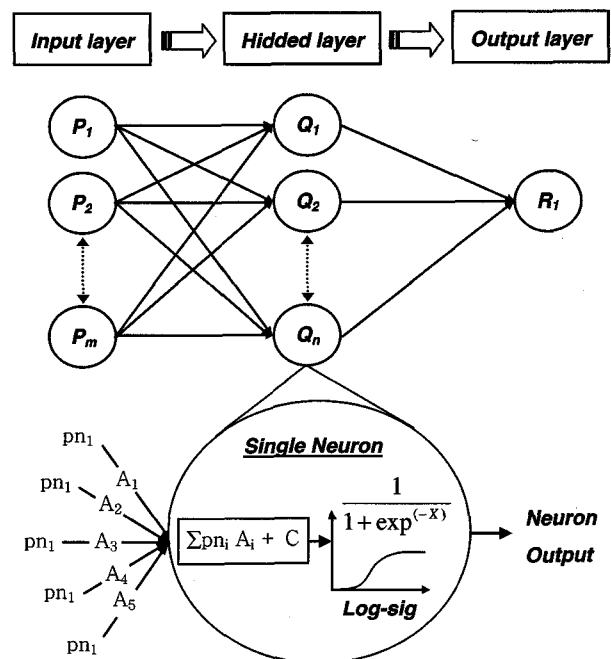 Input layer Hidded layer Output layer
P1 Q1
P2 Q2 R1
Pm Qn
Single Neuron
pn1 A1
pn1 A2
pn1 A3
pn1 A4
pn1 A5
∑pni Ai + C
1
1 + exp(-X)
Log-sig
Neuron
Output